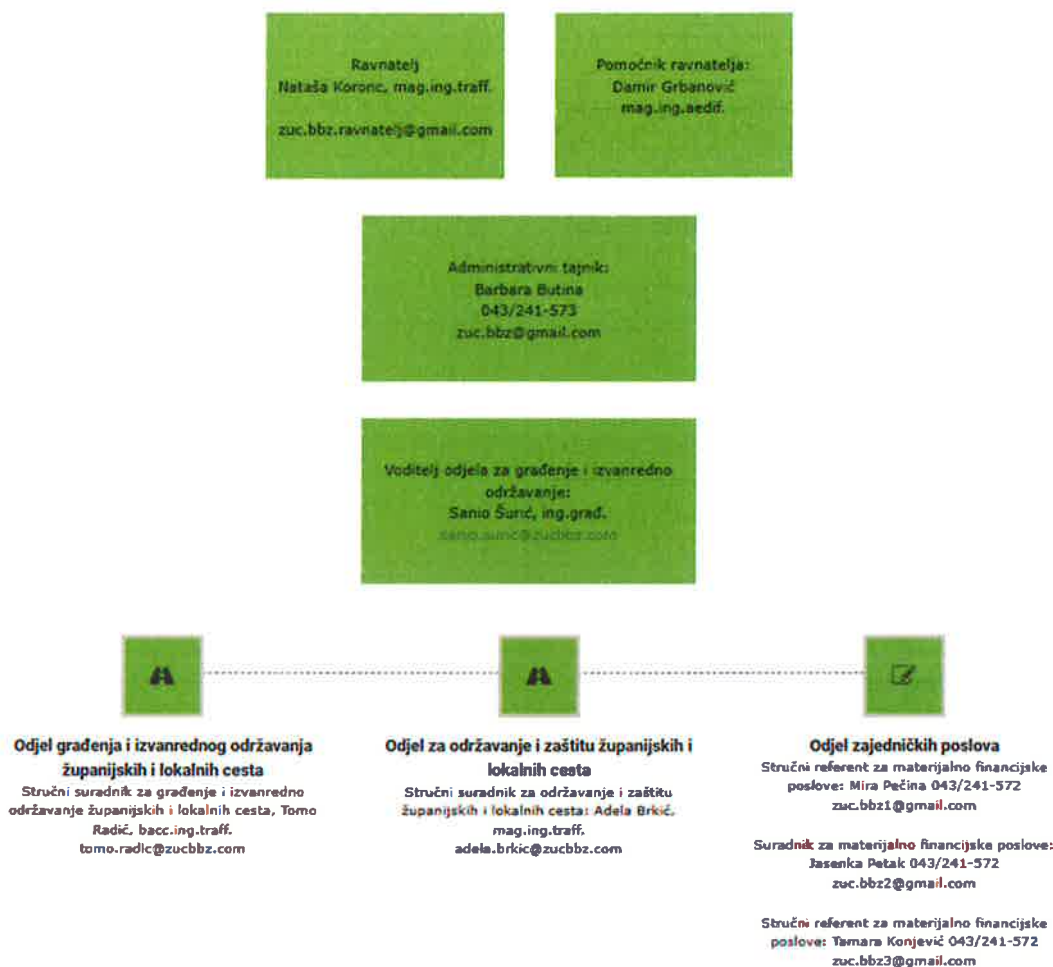 Ravnatelj
Nataša Koronc, mag.ing.traff.
zuc.bbz.ravnatelj@gmail.com
Pomoćnik ravnatelja:
Damir Grbanović
mag.ing.aedif.
Administrativni tajnik:
Barbara Butina
043/241-573
zuc.bbz@gmail.com
Voditelj odjela za građenje i izvanredno
održavanje:
Sanio Šurić, ing.građ.
sanio.suric@zucbbz.com
Odjel građenja i izvanrednog održavanja
županijskih i lokalnih cesta
Stručni suradnik za građenje i izvanredno
održavanje županijskih i lokalnih cesta, Tomo
Radić, bacc.ing.traff.
tomo.radic@zucbbz.com
Odjel za održavanje i zaštitu županijskih i
lokalnih cesta
Stručni suradnik za održavanje i zaštitu
županijskih i lokalnih cesta: Adela Brkić,
mag.ing.traff.
adela.brkic@zucbbz.com
Odjel zajedničkih poslova
Stručni referent za materijalno financijske
poslove: Mira Pečina 043/241-572
zuc.bbz1@gmail.com
Suradnik za materijalno financijske poslove:
Jasenka Petak 043/241-572
zuc.bbz2@gmail.com
Stručni referent za materijalno financijske
poslove: Tamara Konjević 043/241-572
zuc.bbz3@gmail.com